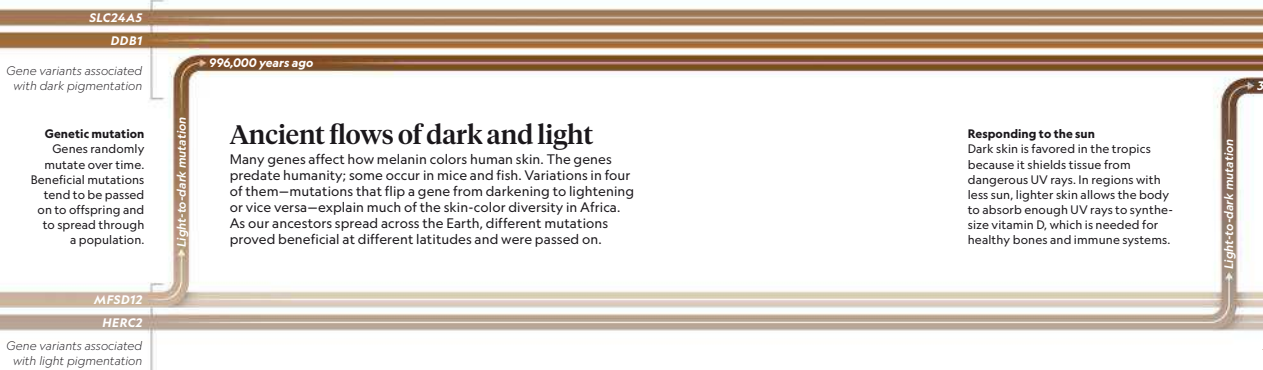 SLC24A5
DDB1
Gene variants associated
with dark pigmentation
996,000 years ago
3
Genetic mutation
Genes randomly
mutate over time.
Beneficial mutations
tend to be passed
on to offspring and
to spread through
a population.
Light-to-dark mutation
Ancient flows of dark and light
Many genes affect how melanin colors human skin. The genes
predate humanity; some occur in mice and fish. Variations in four
of them—mutations that flip a gene from darkening to lightening
or vice versa—explain much of the skin-color diversity in Africa.
As our ancestors spread across the Earth, different mutations
proved beneficial at different latitudes and were passed on.
Responding to the sun
Dark skin is favored in the tropics
because it shields tissue from
dangerous UV rays. In regions with
less sun, lighter skin allows the body
to absorb enough UV rays to synthe-
size vitamin D, which is needed for
healthy bones and immune systems.
Light-to-dark mutation
MFSD12
HERC2
Gene variants associated
with light pigmentation